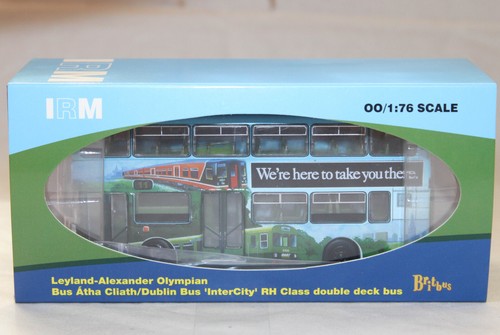 IRM
OO/1:76 SCALE
We're here to take you the
Leyland-Alexander Olympian
Bus Átha Cliath/Dublin Bus 'InterCity' RH Class double deck bus
Britbus